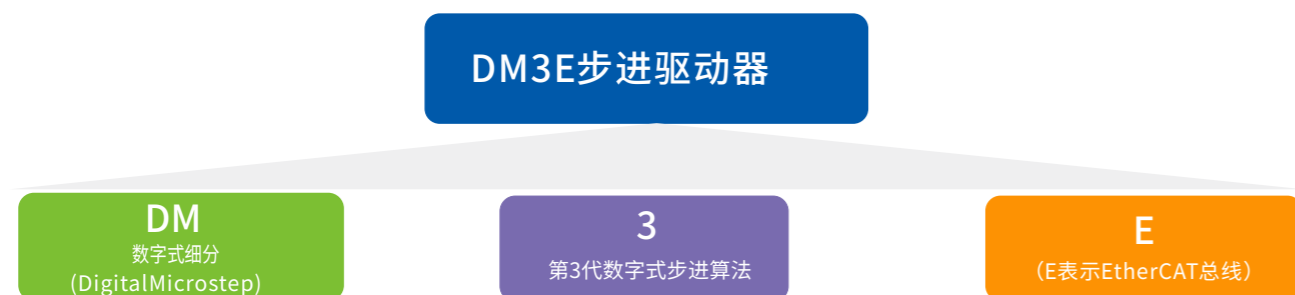 DM3E步进驱动器
DM
数字式细分
(DigitalMicrostep)
3
第3代数字式步进算法
E
（E表示EtherCAT总线）